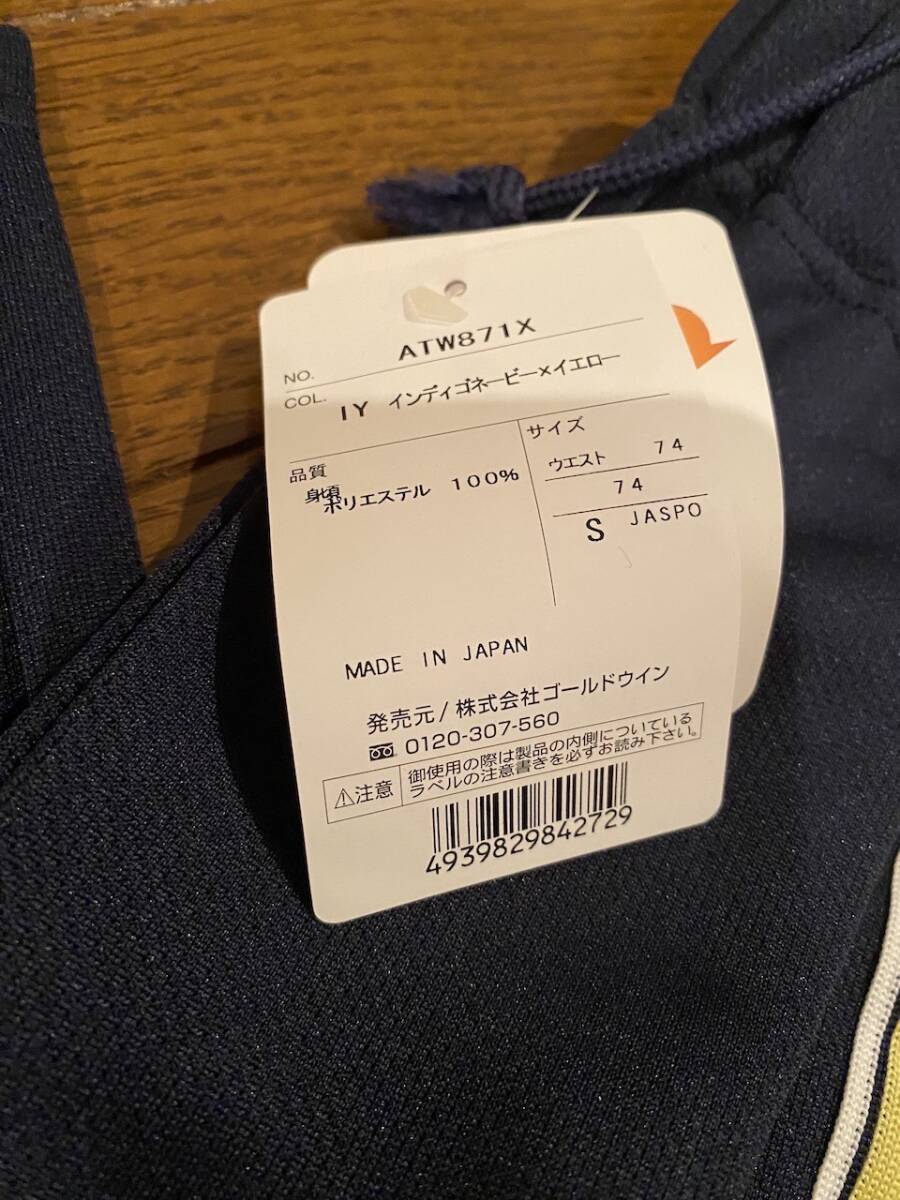 NO. ATW871X
COL. IY インディゴネービー×イエロー
品質
身頃
ポリエステル 100%
サイズ
ウエスト 74
74
S JASPO
MADE IN JAPAN
発売元/株式会社ゴールドウイン
0120-307-560
⚠注意
御使用の際は製品の内側についている
ラベルの注意書きを必ずお読み下さい。
4939829842729